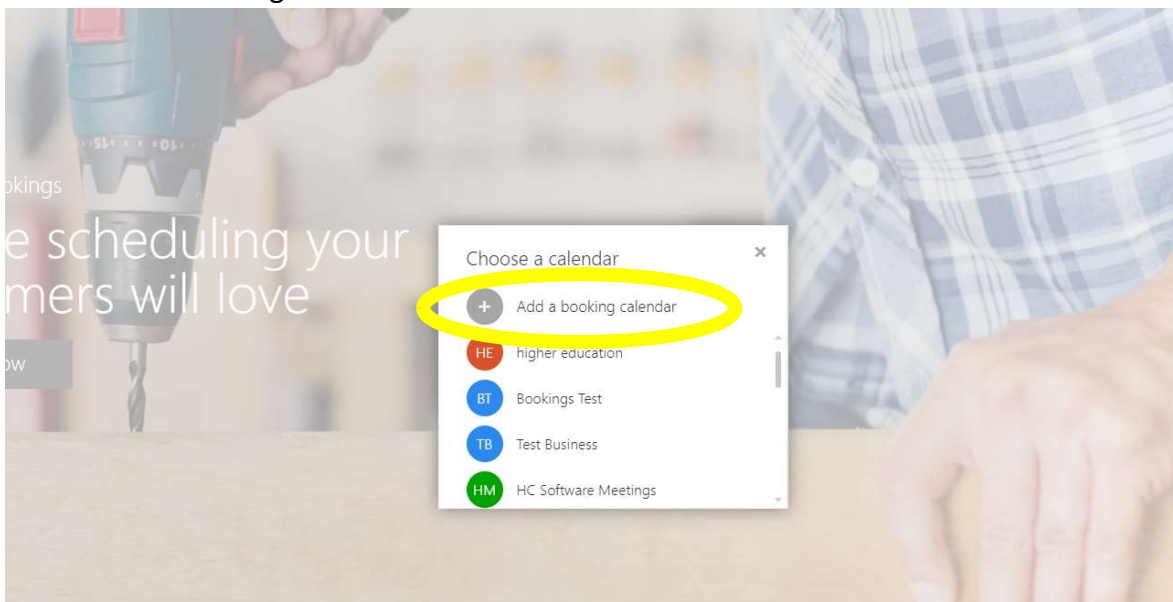 okings
e scheduling your
mers will love
ow
Choose a calendar
×
+ Add a booking calendar
HE higher education
BT Bookings Test
TB Test Business
HM HC Software Meetings